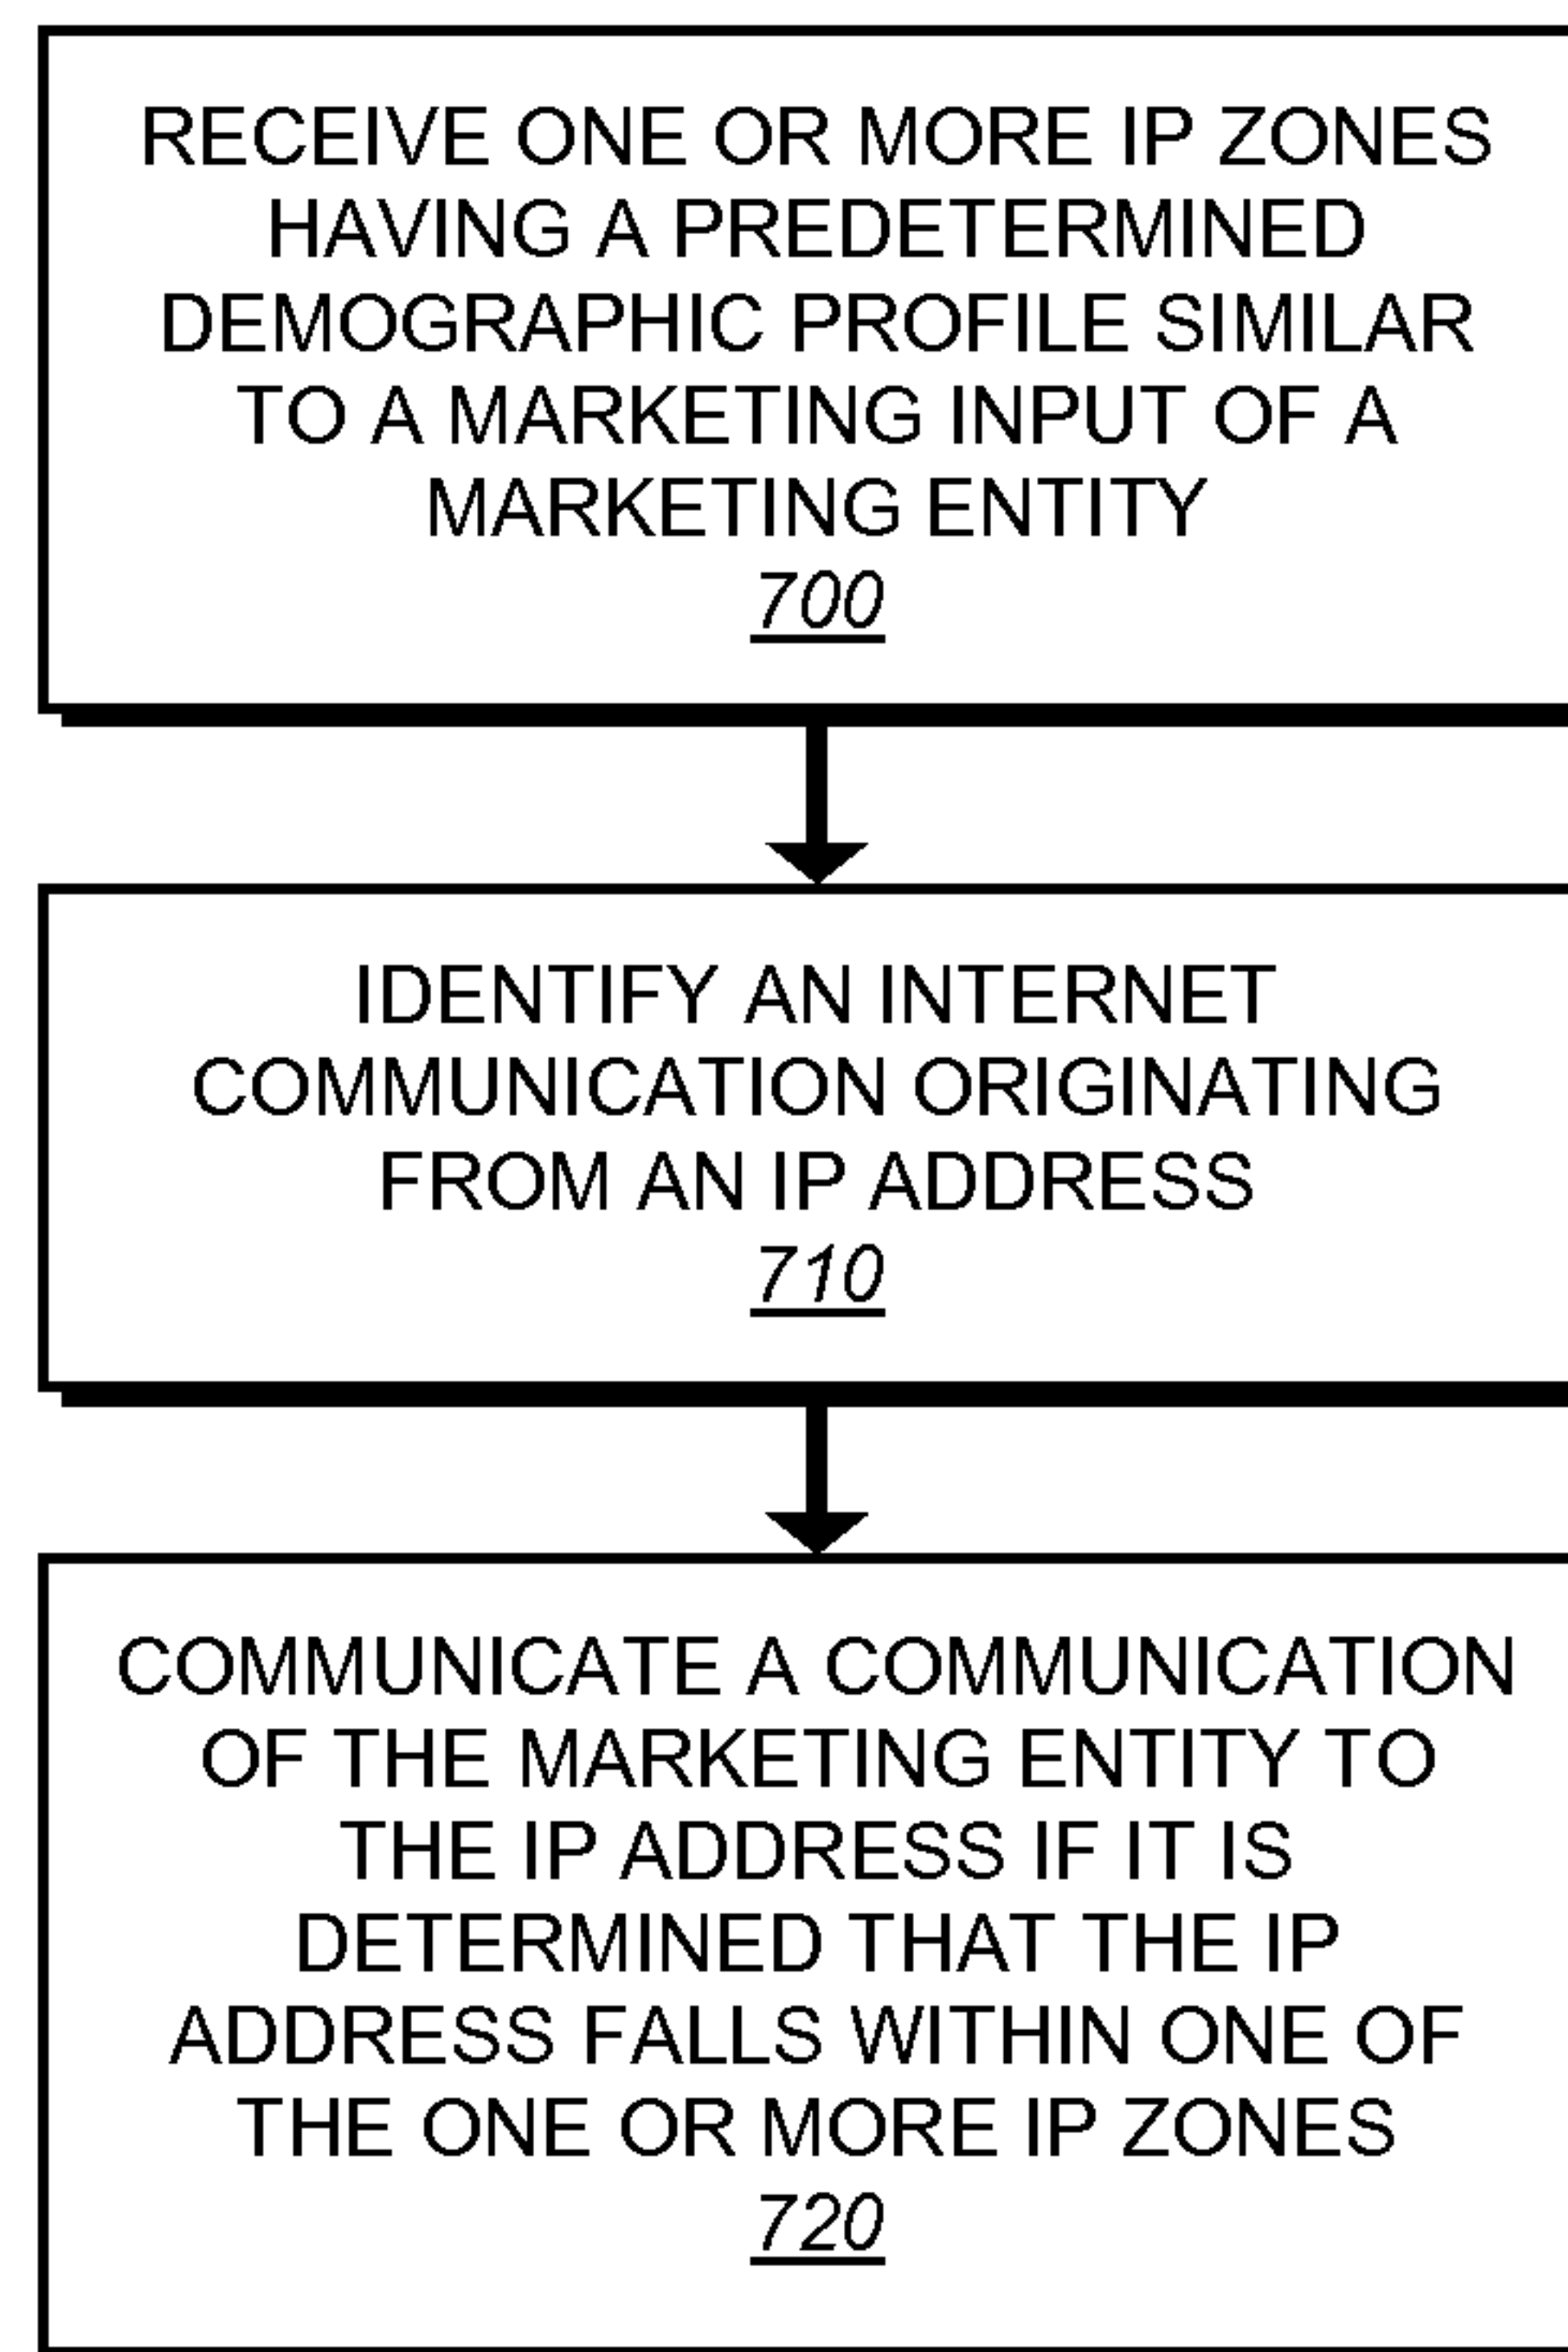 RECEIVE ONE OR MORE IP ZONES
HAVING A PREDETERMINED
DEMOGRAPHIC PROFILE SIMILAR
TO A MARKETING INPUT OF A
MARKETING ENTITY
700
IDENTIFY AN INTERNET
COMMUNICATION ORIGINATING
FROM AN IP ADDRESS
710
COMMUNICATE A COMMUNICATION
OF THE MARKETING ENTITY TO
THE IP ADDRESS IF IT IS
DETERMINED THAT THE IP
ADDRESS FALLS WITHIN ONE OF
THE ONE OR MORE IP ZONES
720